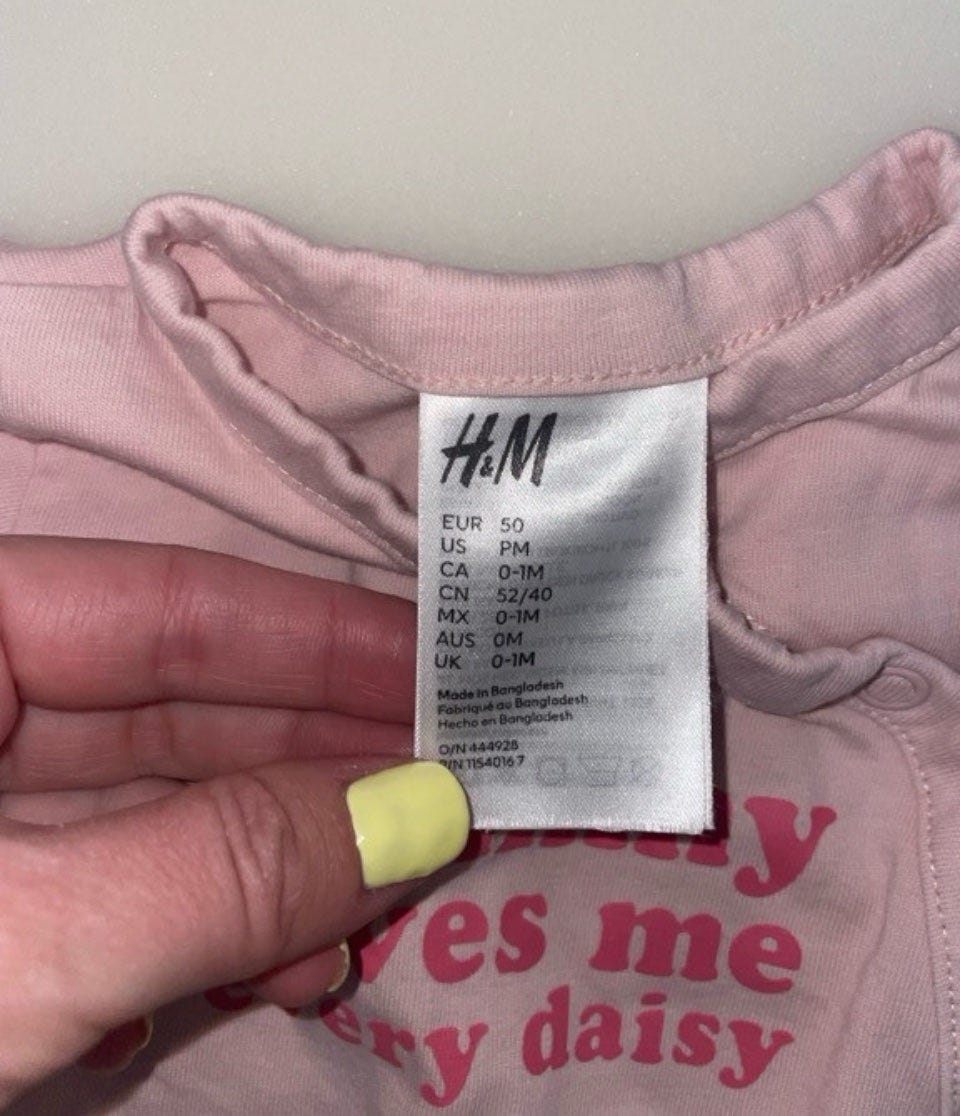 H&M
EUR 50
US PM
CA 0-1M
CN 52/40
MX 0-1M
AUS 0M
UK 0-1M
Made in Bangladesh
Fabriqué au Bangladesh
Hecho en Bangladesh
O/N 444928
P/N 1154016 7
me
daisy